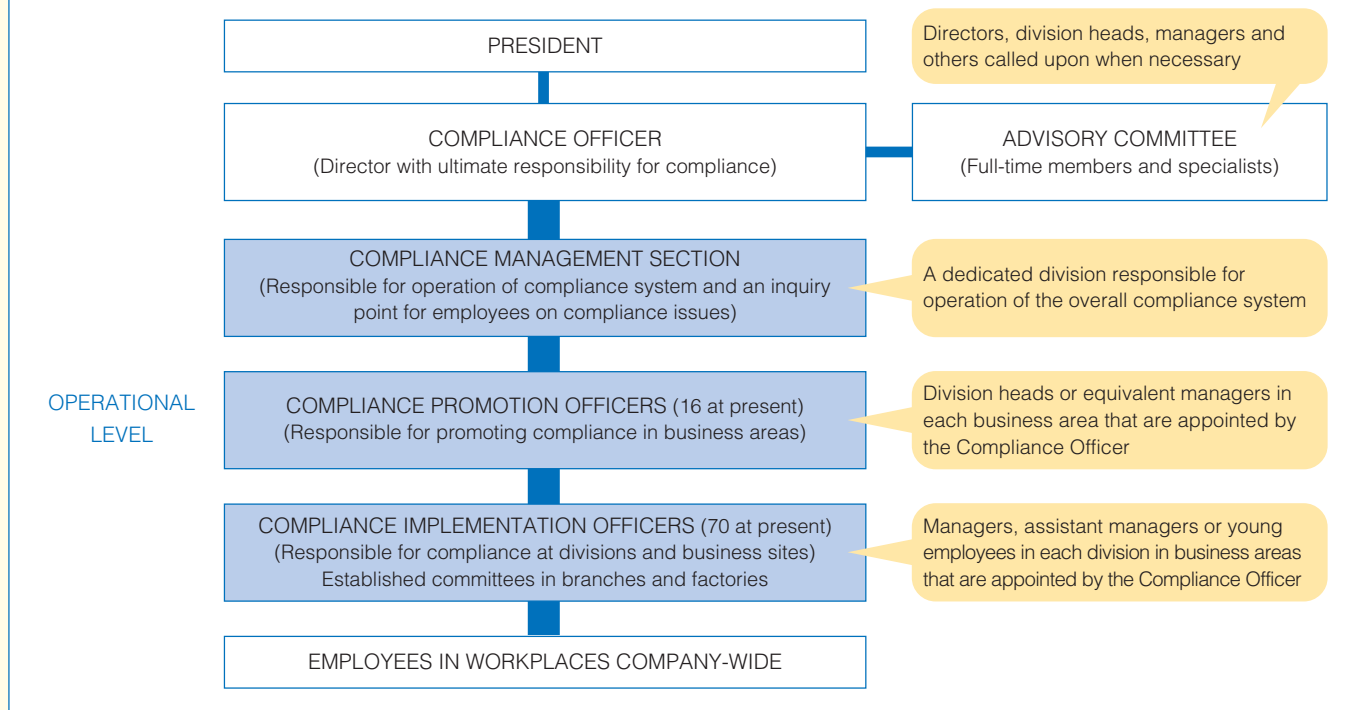 PRESIDENT
Directors, division heads, managers and
others called upon when necessary
COMPLIANCE OFFICER
(Director with ultimate responsibility for compliance)
ADVISORY COMMITTEE
(Full-time members and specialists)
COMPLIANCE MANAGEMENT SECTION
(Responsible for operation of compliance system and an inquiry
point for employees on compliance issues)
A dedicated division responsible for
operation of the overall compliance system
OPERATIONAL
LEVEL
COMPLIANCE PROMOTION OFFICERS (16 at present)
(Responsible for promoting compliance in business areas)
Division heads or equivalent managers in
each business area that are appointed by
the Compliance Officer
COMPLIANCE IMPLEMENTATION OFFICERS (70 at present)
(Responsible for compliance at divisions and business sites)
Established committees in branches and factories
Managers, assistant managers or young
employees in each division in business areas
that are appointed by the Compliance Officer
EMPLOYEES IN WORKPLACES COMPANY-WIDE